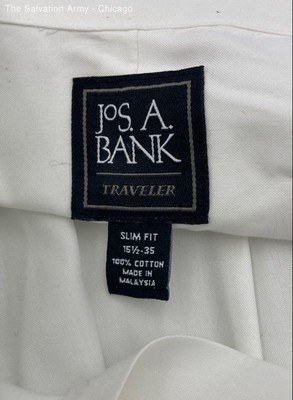 The Salvation Army - Chicago
JOS. A.
BANK
TRAVELER
SLIM FIT
15½-35
100% COTTON
MADE IN
MALAYSIA